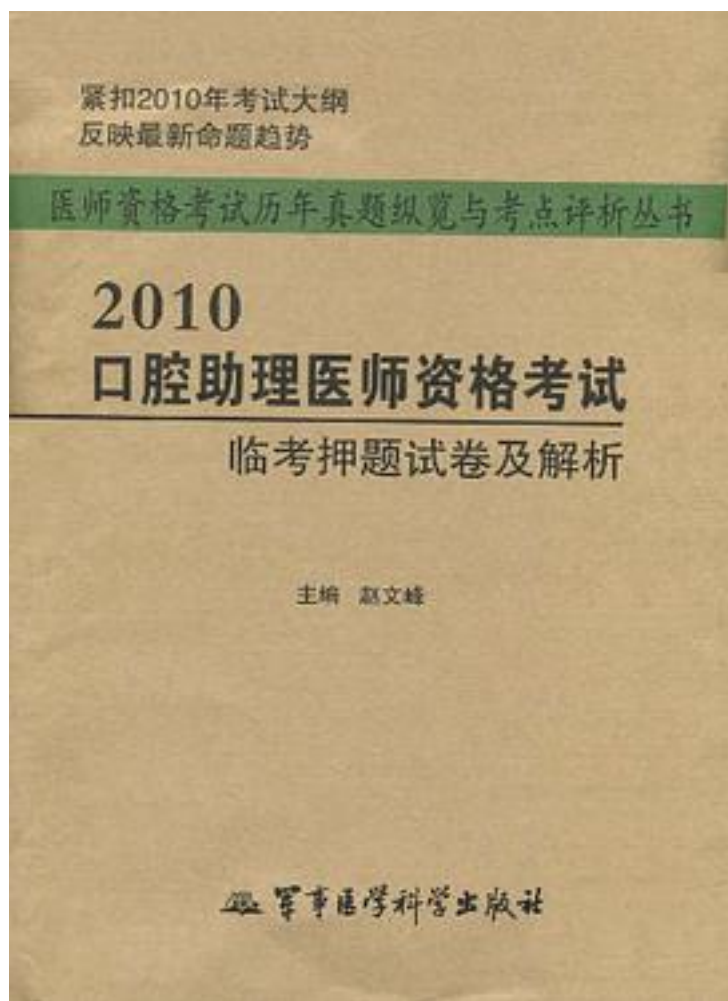 紧扣2010年考试大纲
反映最新命题趋势
医师资格考试历年真题纵览与考点评析丛书
2010
口腔助理医师资格考试
临考押题试卷及解析
主编 赵文峰
军事医学科学出版社